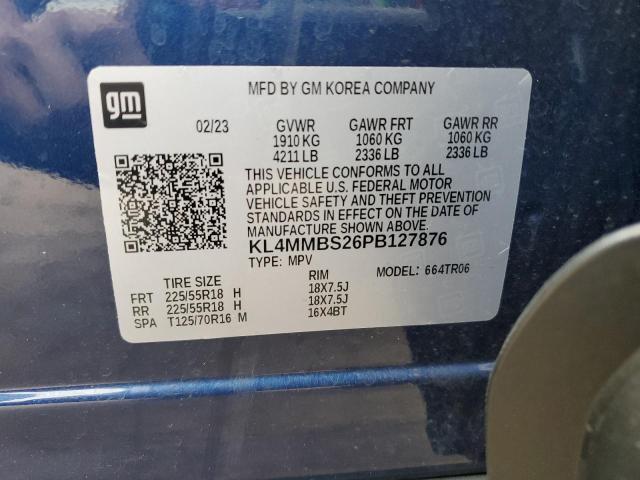 gm
MFD BY GM KOREA COMPANY
02/23 GVWR GAWR FRT GAWR RR
1910 KG 1060 KG 1060 KG
4211 LB 2336 LB 2336 LB
THIS VEHICLE CONFORMS TO ALL
APPLICABLE U.S. FEDERAL MOTOR
VEHICLE SAFETY AND THEFT PREVENTION
STANDARDS IN EFFECT ON THE DATE OF
MANUFACTURE SHOWN ABOVE.
KL4MMBS26PB127876
TYPE: MPV MODEL: 664TR06
TIRE SIZE RIM
FRT 225/55R18 H 18X7.5J
RR 225/55R18 H 18X7.5J
SPA T125/70R16 M 16X4BT